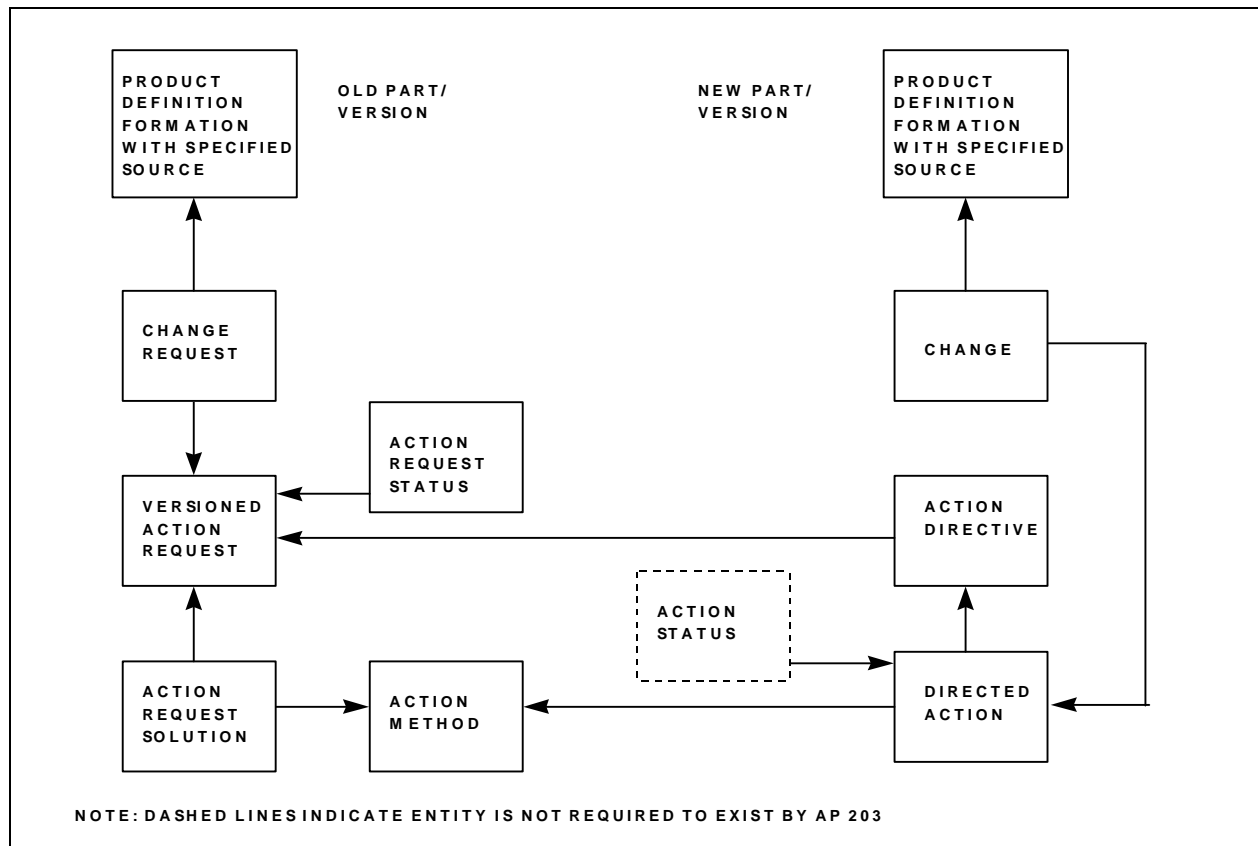 PRODUCT
DEFINITION
FORMATION
WITH SPECIFIED
SOURCE
OLD PART/
VERSION
NEW PART/
VERSION
PRODUCT
DEFINITION
FORMATION
WITH SPECIFIED
SOURCE
CHANGE
REQUEST
CHANGE
ACTION
REQUEST
STATUS
VERSIONED
ACTION
REQUEST
ACTION
DIRECTIVE
ACTION
STATUS
ACTION
REQUEST
SOLUTION
ACTION
METHOD
DIRECTED
ACTION
NOTE: DASHED LINES INDICATE ENTITY IS NOT REQUIRED TO EXIST BY AP 203